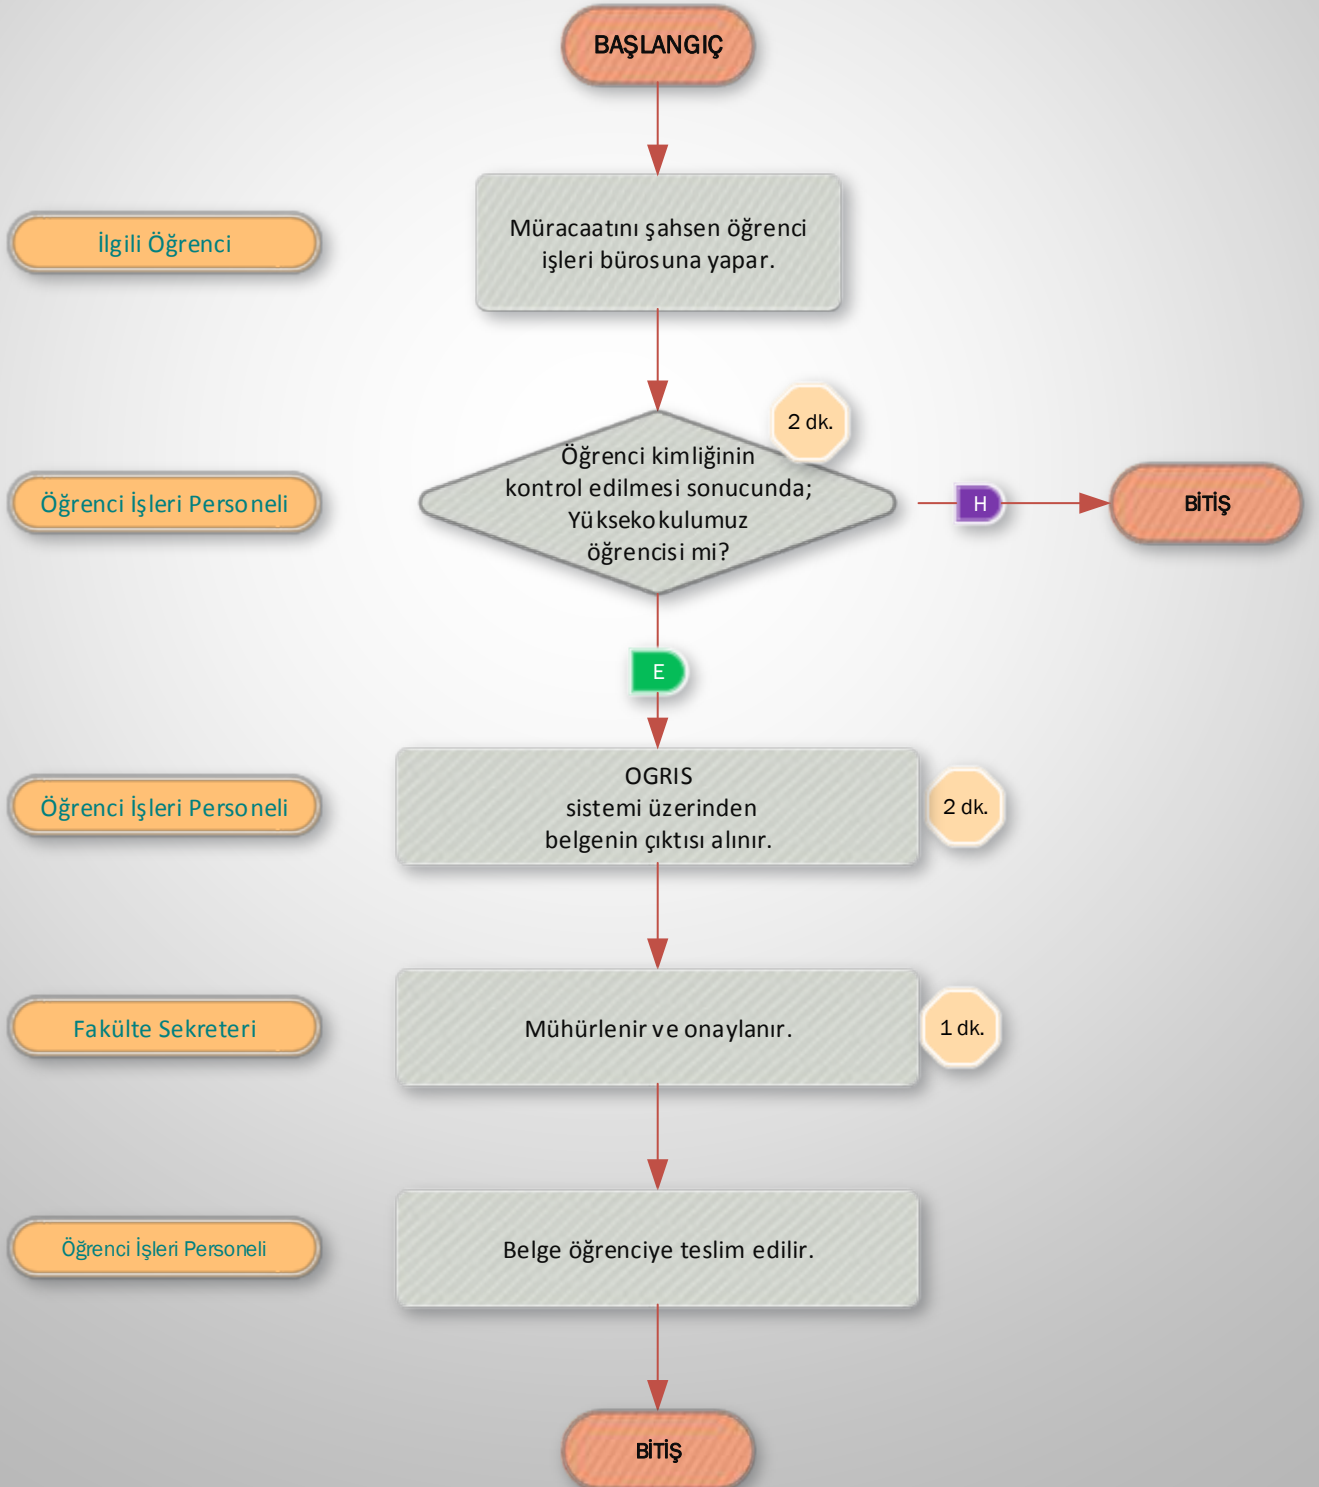 BAŞLANGIÇ
İlgili Öğrenci
Müracaatını şahsen öğrenci
işleri bürosuna yapar.
2 dk.
Öğrenci İşleri Personeli
Öğrenci kimliğinin
kontrol edilmesi sonucunda;
Yüksekokulumuz
öğrencisi mi?
H
BİTİŞ
E
Öğrenci İşleri Personeli
OGRIS
sistemi üzerinden
belgenin çıktısı alınır.
2 dk.
Fakülte Sekreteri
Mühürlenir ve onaylanır.
1 dk.
Öğrenci İşleri Personeli
Belge öğrenciye teslim edilir.
BİTİŞ